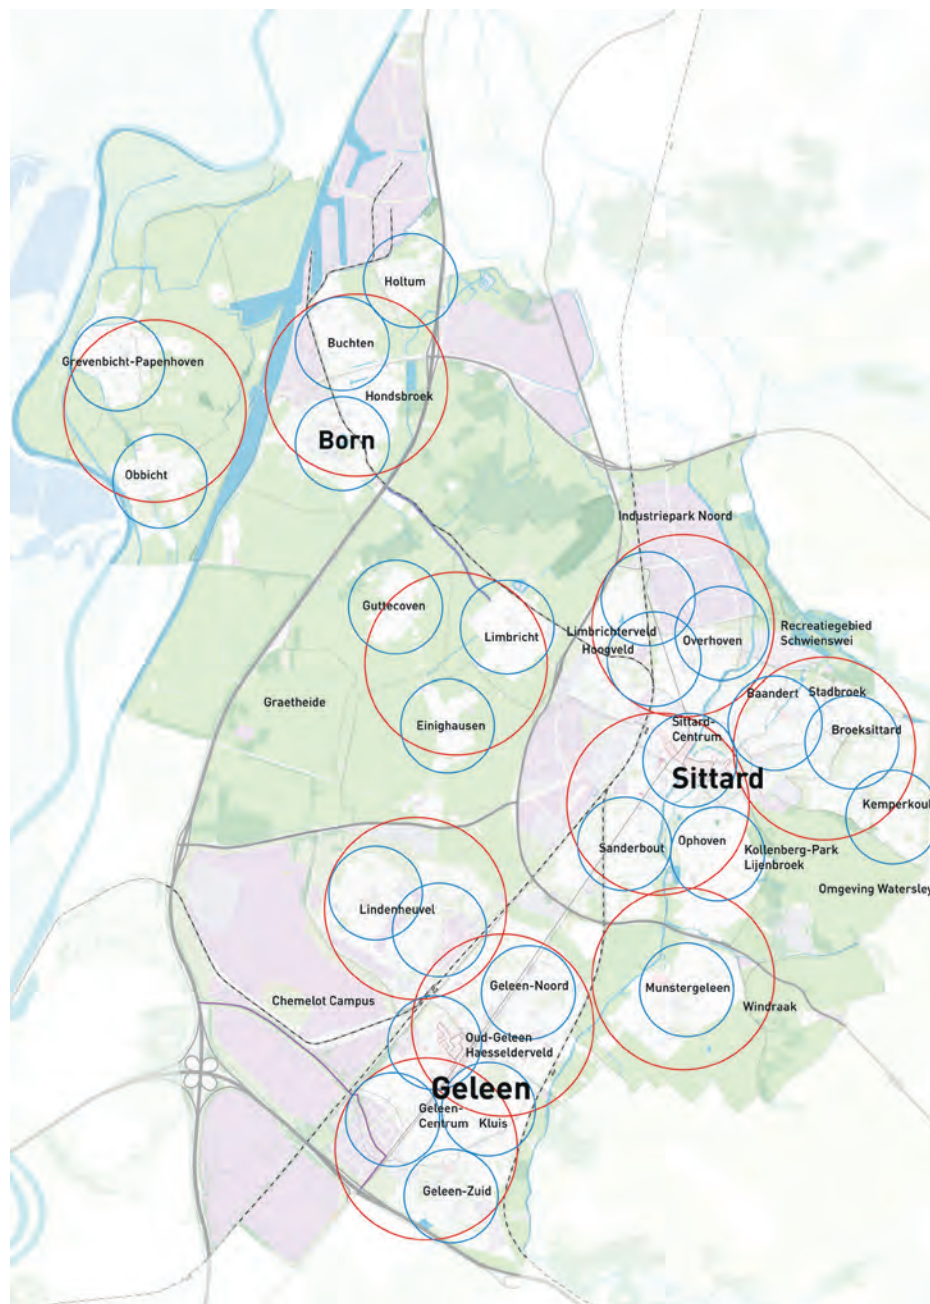 Holtum
Buchten
Grevenbicht-Papenhoven
Hondsbroek
Born
Obbicht
Industriepark Noord
Guttecoven
Limbricht
Limbrichterveld
Hoogveld
Overhoven
Recreatiegebied
Schwienswei
Graetheide
Einighausen
Baandert
Stadbroek
Sittard-
Centrum
Broeksittard
Sittard
Kemperkoul
Sanderbout
Ophoven
Kollenberg-Park
Lijenbroek
Omgeving Watersley
Lindenheuvel
Geleen-Noord
Munstergeleen
Chemelot Campus
Windraak
Oud-Geleen
Haesselderveld
Geleen
Geleen-
Centrum
Kluis
Geleen-Zuid